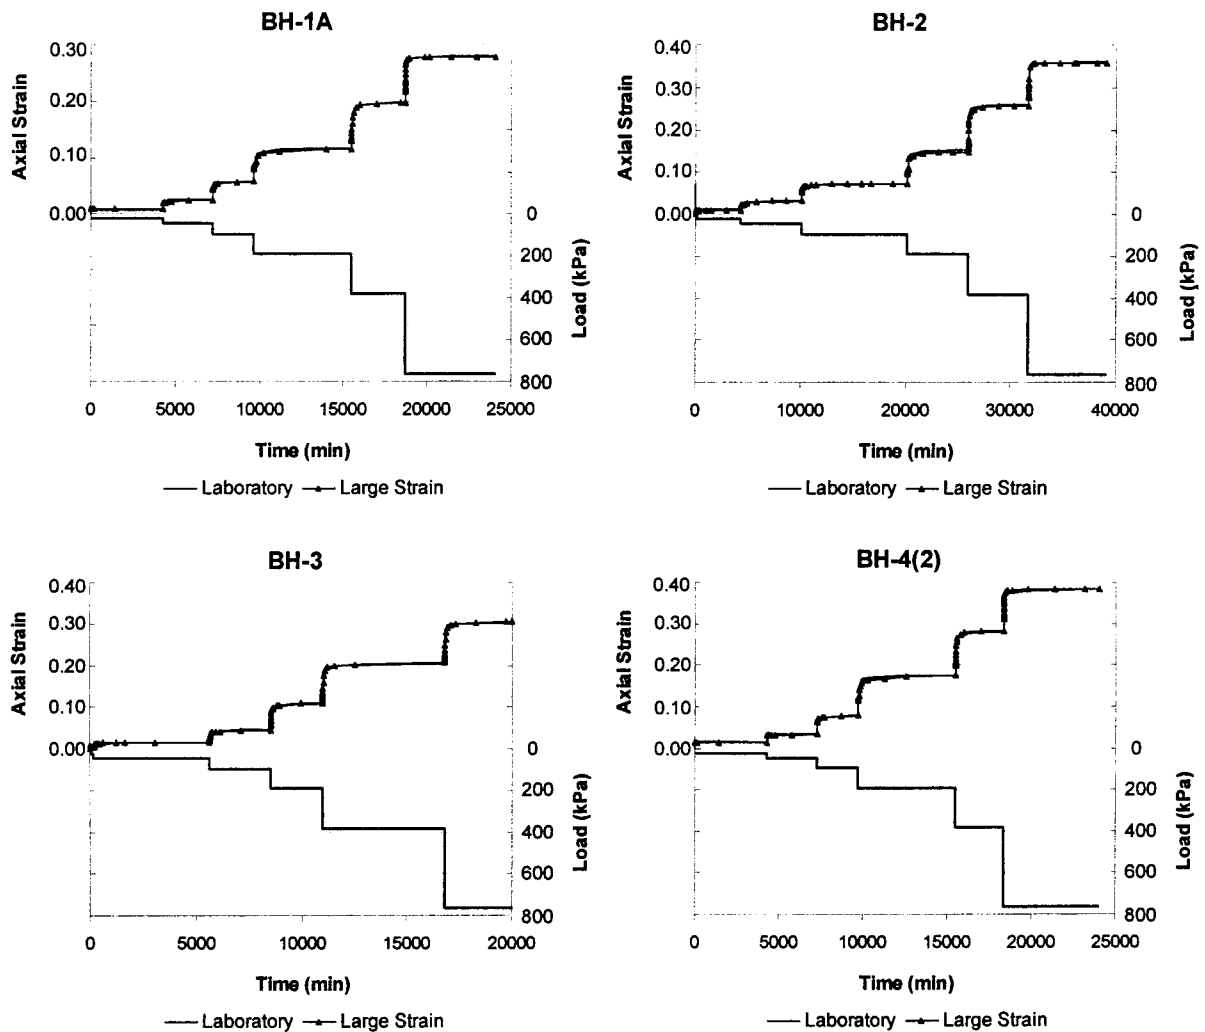 BH-1A
0.30
0.20
0.10
0.00
Axial Strain
0
200
400
600
800
Load (kPa)
0 5000 10000 15000 20000 25000
Time (min)
Laboratory Large Strain
BH-2
0.40
0.30
0.20
0.10
0.00
Axial Strain
0
200
400
600
800
Load (kPa)
0 10000 20000 30000 40000
Time (min)
Laboratory Large Strain
BH-3
0.40
0.30
0.20
0.10
0.00
Axial Strain
0
200
400
600
800
Load (kPa)
0 5000 10000 15000 20000
Time (min)
Laboratory Large Strain
BH-4(2)
0.40
0.30
0.20
0.10
0.00
Axial Strain
0
200
400
600
800
Load (kPa)
0 5000 10000 15000 20000 25000
Time (min)
Laboratory Large Strain